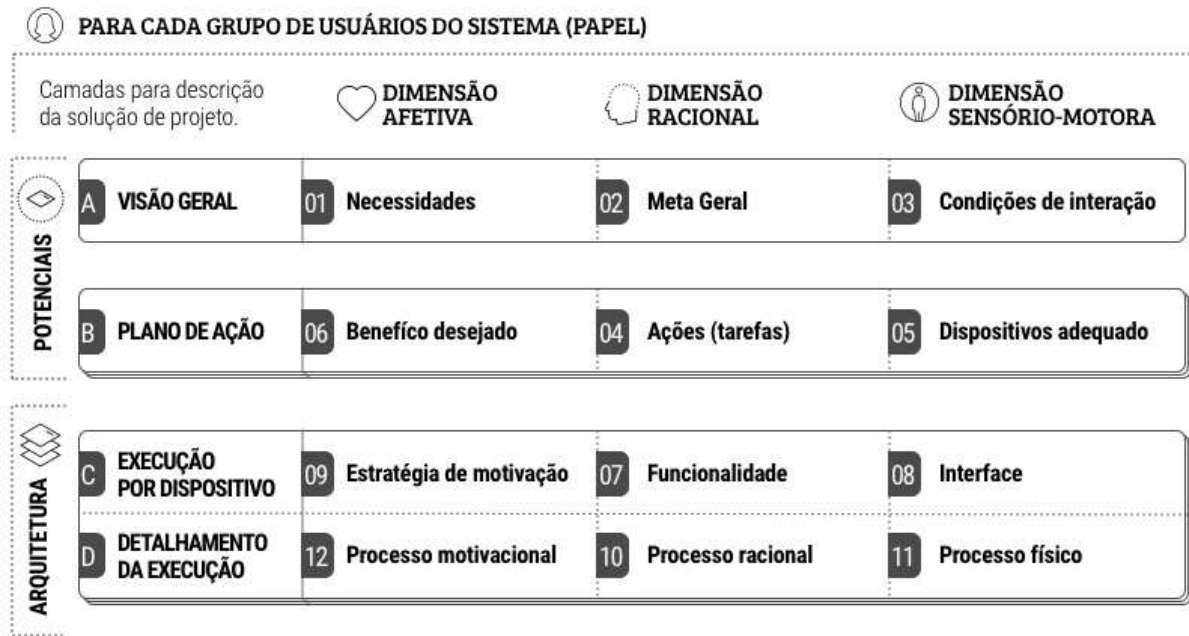 PARA CADA GRUPO DE USUÁRIOS DO SISTEMA (PAPEL)
Camadas para descrição
da solução de projeto.
DIMENSÃO
AFETIVA
DIMENSÃO
RACIONAL
DIMENSÃO
SENSÓRIO-MOTORA
POTENCIAIS
A VISÃO GERAL
01 Necessidades
02 Meta Geral
03 Condições de interação
B PLANO DE AÇÃO
06 Benefíco desejado
04 Ações (tarefas)
05 Dispositivos adequado
ARQUITETURA
C EXECUÇÃO
POR DISPOSITIVO
09 Estratégia de motivação
07 Funcionalidade
08 Interface
D DETALHAMENTO
DA EXECUÇÃO
12 Processo motivacional
10 Processo racional
11 Processo físico